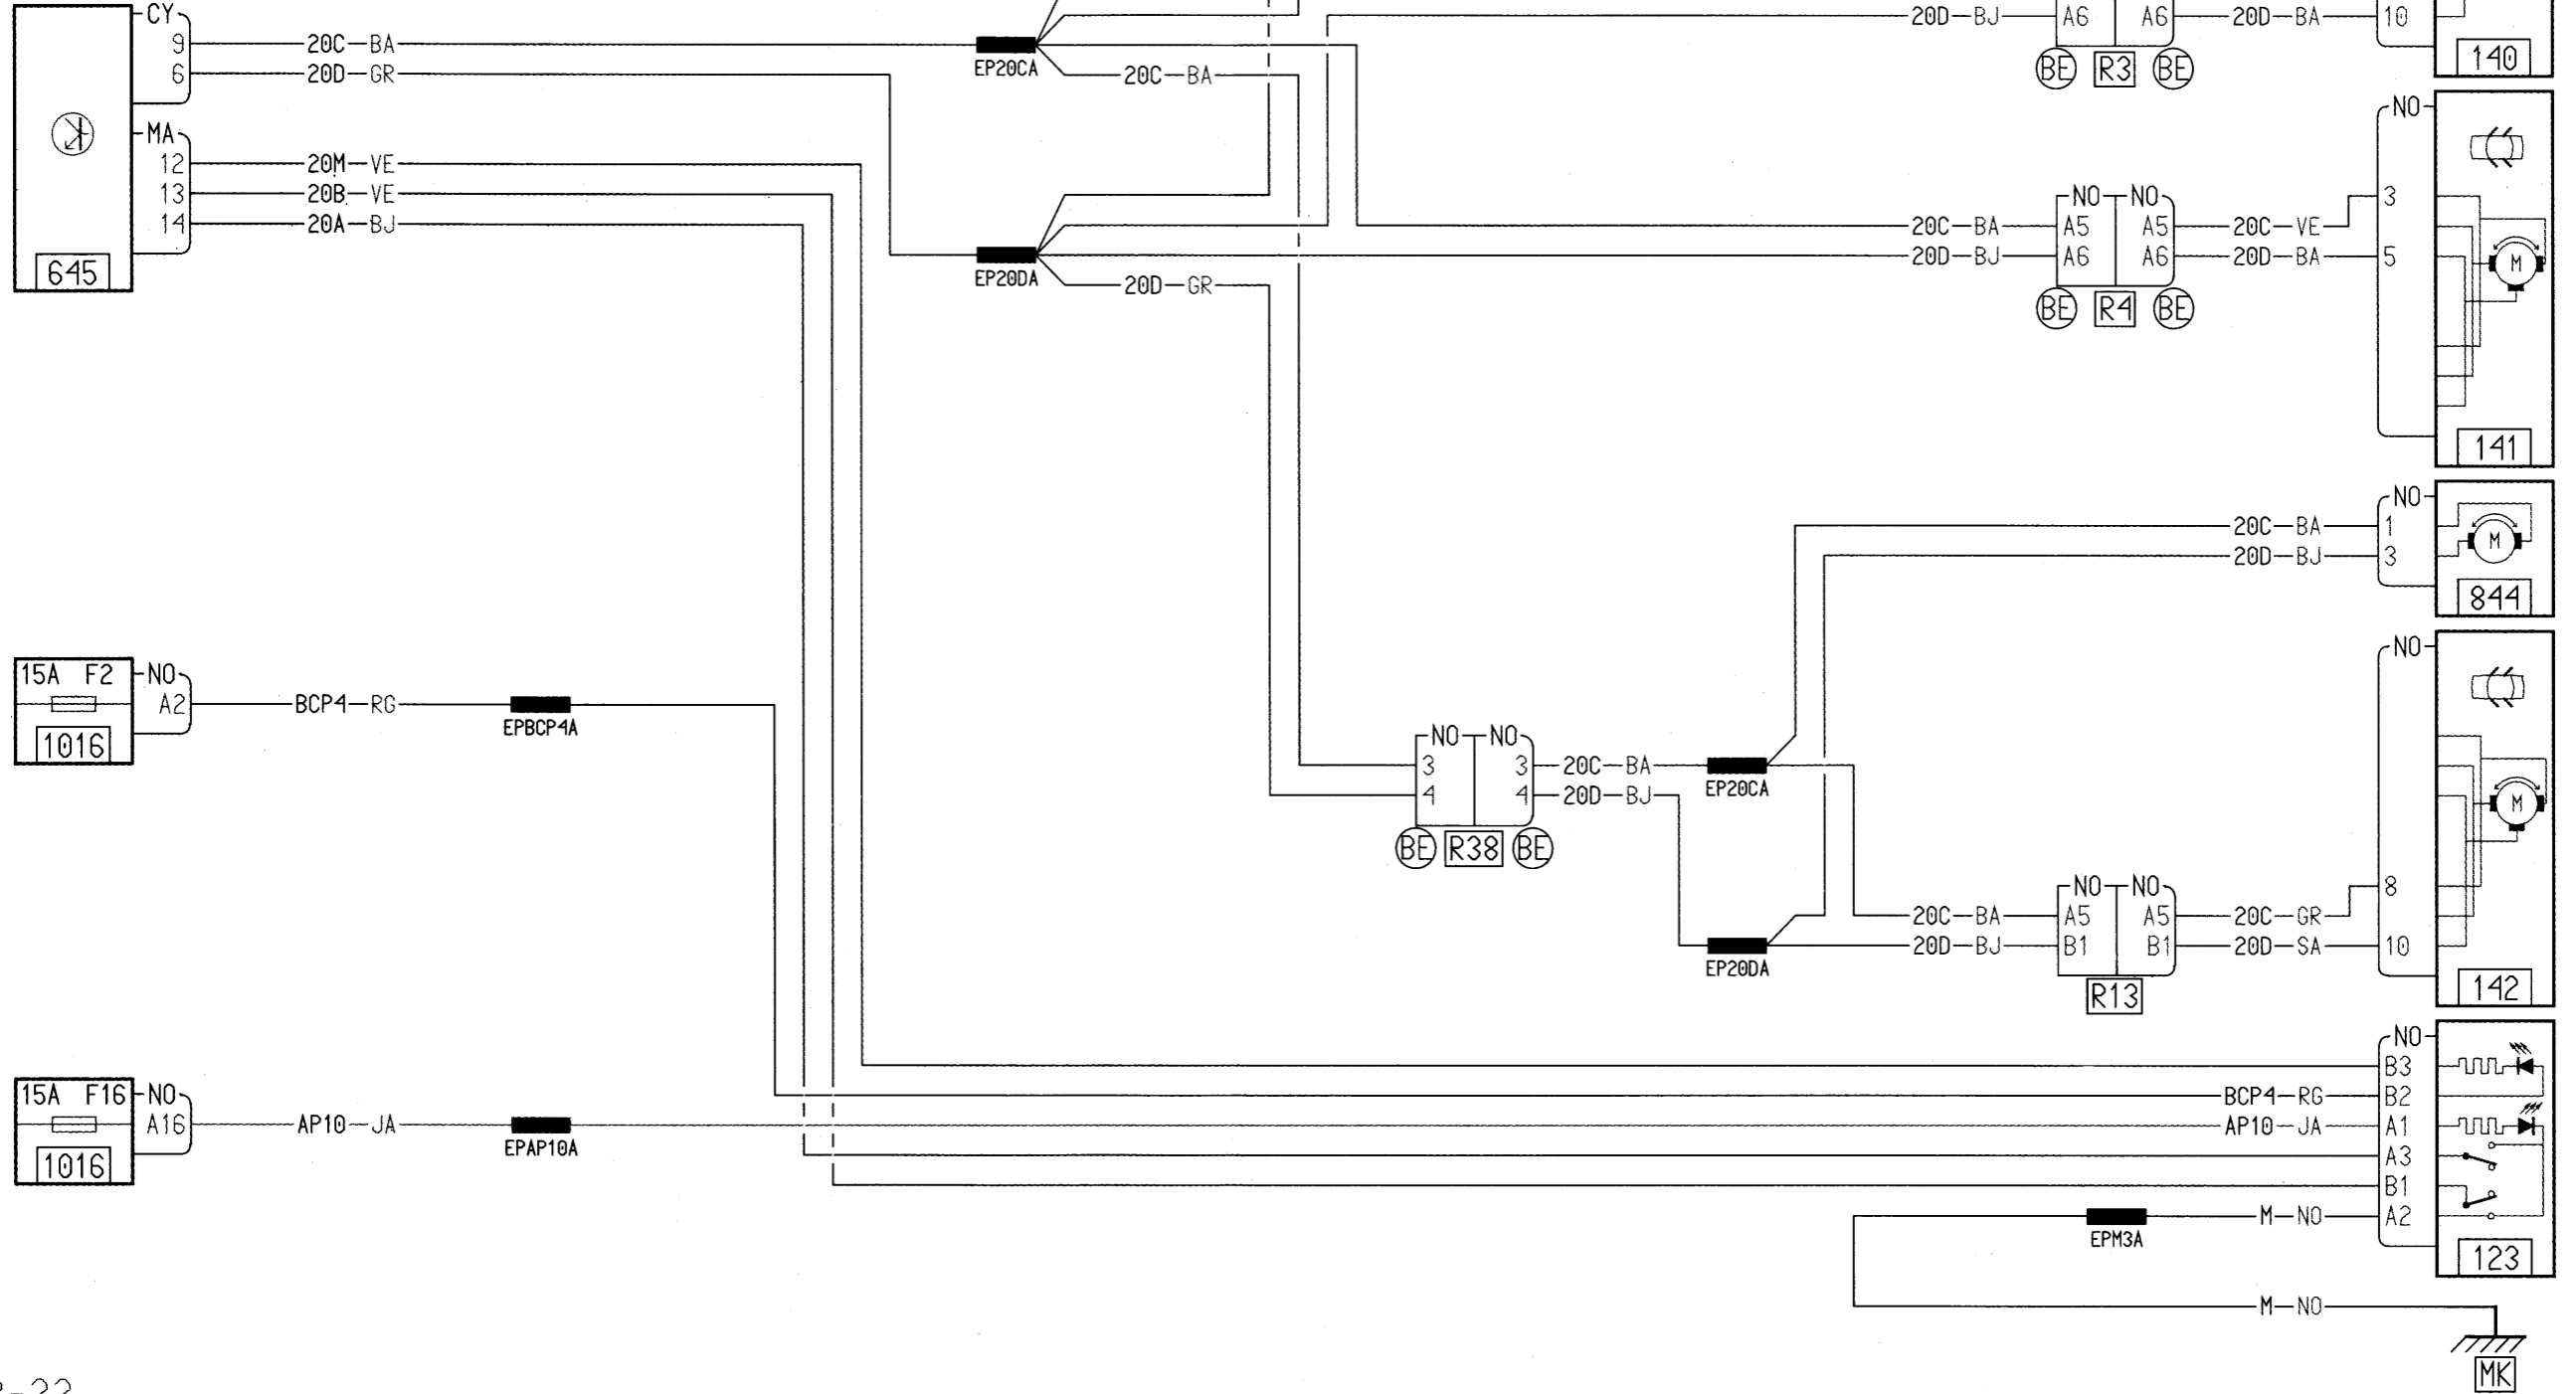 CY
20D—BJ A6 A6 20D—BA 10
9 20C—BA
EP20CA
6 20D—GR
20C—BA
BE R3 BE
140
MA
NO
12 20M—VE
13 20B—VE
14 20A—BJ
645
NO NO
3
20C—BA A5 A5 20C—VE
20D—BJ A6 A6 20D—BA 5
M
EP20DA
20D—GR
BE R4 BE
141
NO
20C—BA 1
20D—BJ 3
M
844
15A F2 NO
A2 BCP4—RG
EPBCP4A
1016
NO
NO NO
3 3 20C—BA
EP20CA
4 4 20D—BJ
BE R38 BE
M
NO NO
8
20C—BA A5 A5 20C—GR
20D—BJ B1 B1 20D—SA 10
EP20DA
R13
142
NO
B3
BCP4—RG B2
15A F16 NO
A16 AP10—JA
EPAP10A
1016
AP10—JA A1
A3
B1
M—NO A2
EPM3A
123
M—NO
MK